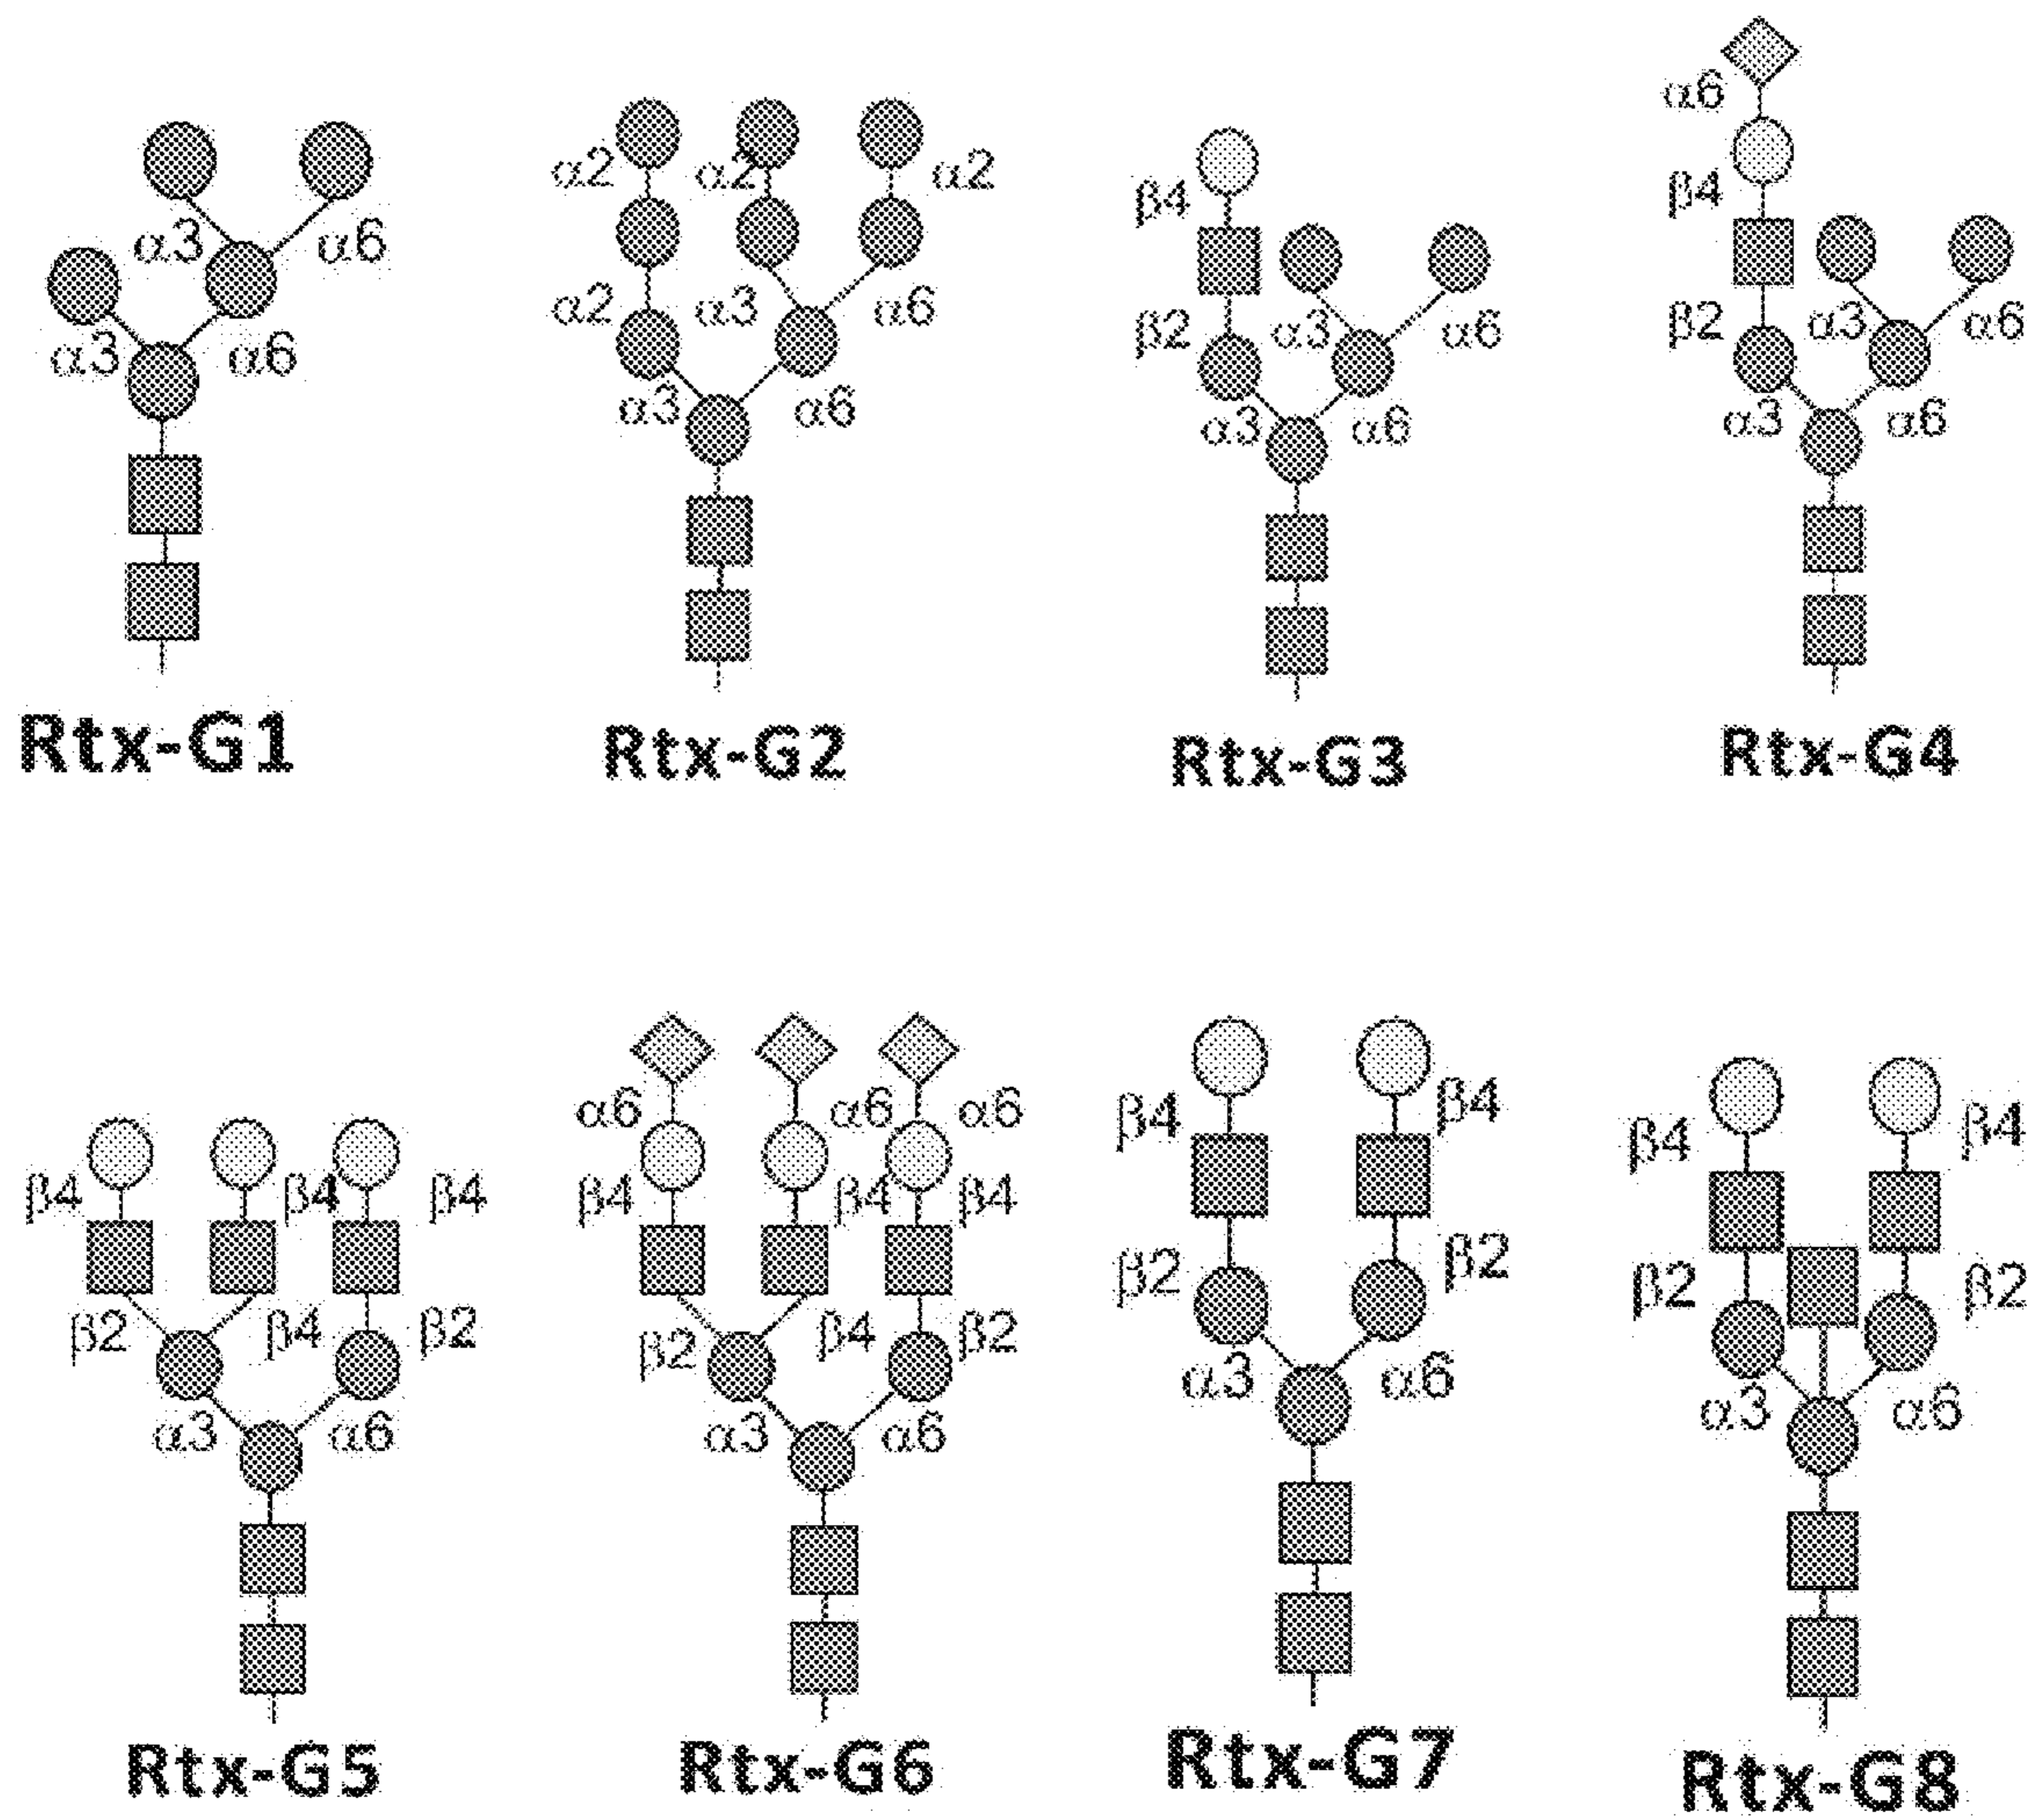 α3 α6
α3 α6
Rtx-G1
α2 α2 α2
α2 α3 α6
α3 α6
Rtx-G2
β4
β2 α3 α6
α3 α6
Rtx-G3
α6
β4
β2 α3 α6
α3 α6
Rtx-G4
β4 β4 β4
β2 β4 β2
α3 α6
Rtx-G5
α6 α6 α6
β4 β4 β4
β2 β4 β2
α3 α6
Rtx-G6
β4 β4
β2 β2
α3 α6
Rtx-G7
β4 β4
β2 β2
α3 α6
Rtx-G8